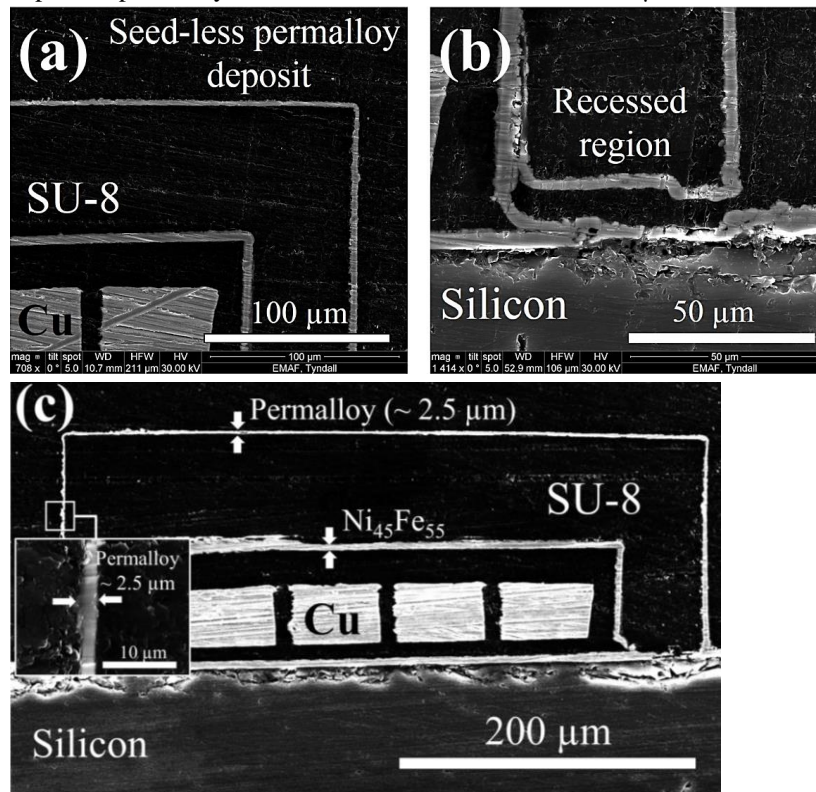 (a)
Seed-less permalloy
deposit
SU-8
Cu
100 µm
mag tilt spot WD HFW HV 100 µm
708 x 0 ° 5.0 10.7 mm 211 µm 30.00 kV EMAF, Tyndall
(b)
Recessed
region
Silicon
50 µm
mag tilt spot WD HFW HV 50 µm
1 414 x 0 ° 5.0 52.9 mm 106 µm 30.00 kV EMAF, Tyndall
(c)
Permalloy (~ 2.5 µm)
SU-8
Ni₄₅Fe₅₅
Permalloy
~ 2.5 µm
10 µm
Cu
Silicon
200 µm